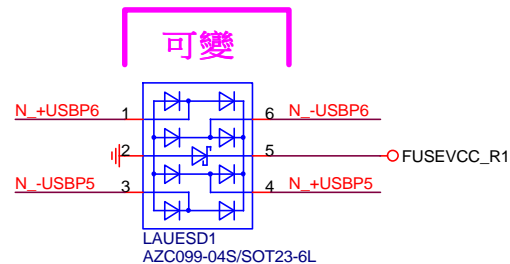 可變
N_+USBP6 1 6 N_-USBP6
2 5 FUSEVCC_R1
N_-USBP5 3 4 N_+USBP5
LAUESD1
AZC099-04S/SOT23-6L